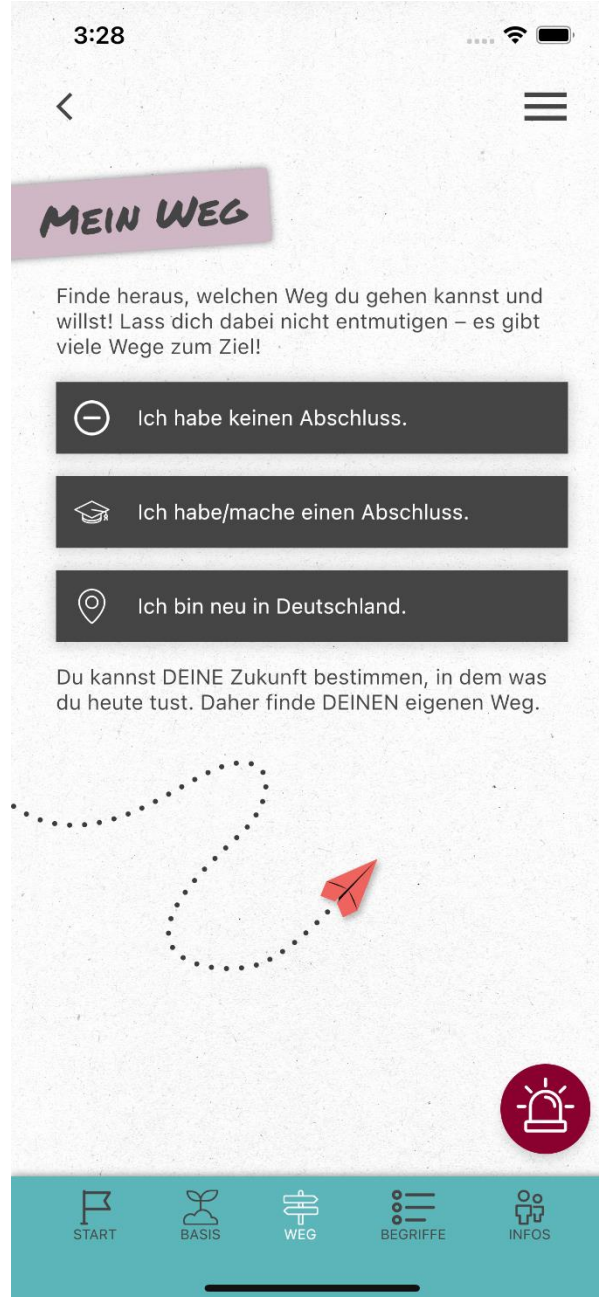 3:28
MEIN WEG
Finde heraus, welchen Weg du gehen kannst und
willst! Lass dich dabei nicht entmutigen – es gibt
viele Wege zum Ziel!
Ich habe keinen Abschluss.
Ich habe/mache einen Abschluss.
Ich bin neu in Deutschland.
Du kannst DEINE Zukunft bestimmen, in dem was
du heute tust. Daher finde DEINEN eigenen Weg.
START BASIS WEG BEGRIFFE INFOS